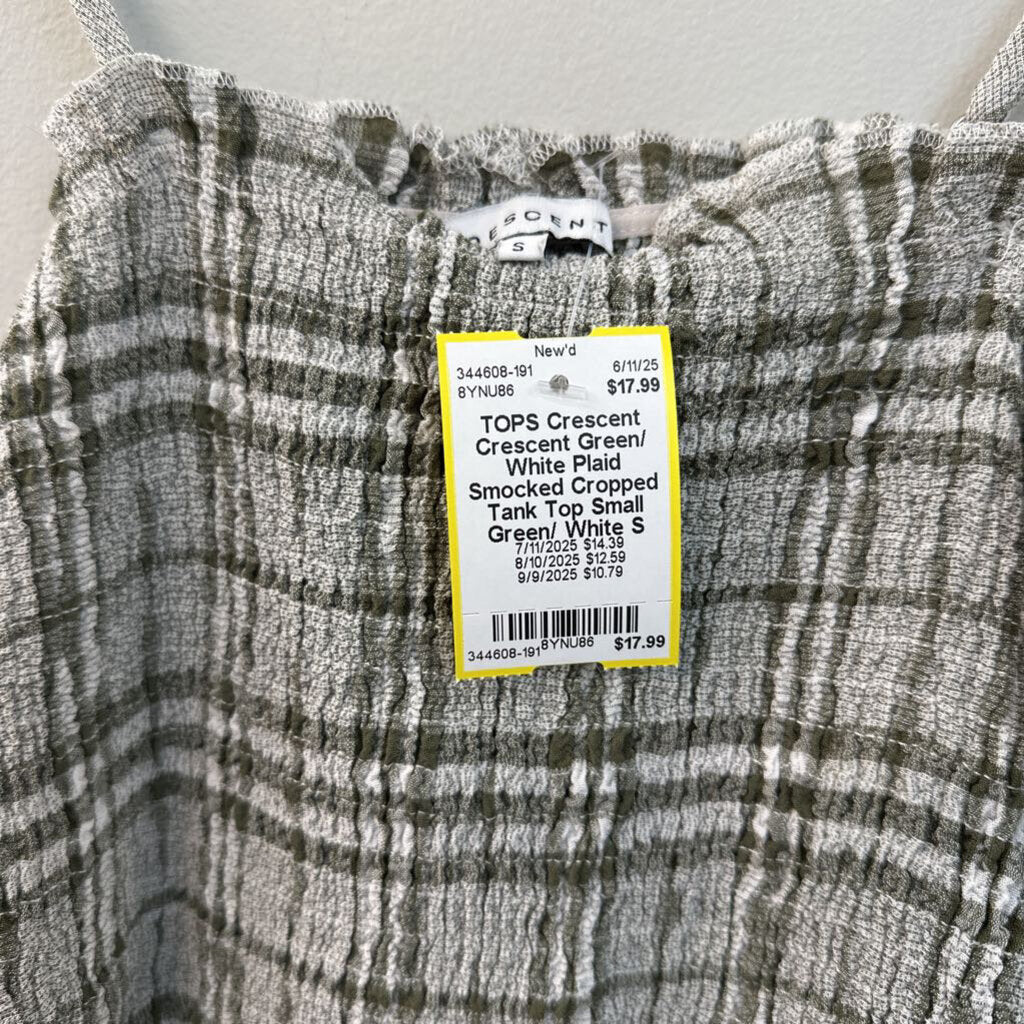 ESCENT
S
New'd
344608-191 6/11/25
8YNU86 $17.99
TOPS Crescent
Crescent Green/
White Plaid
Smocked Cropped
Tank Top Small
Green/ White S
7/11/2025 $14.39
8/10/2025 $12.59
9/9/2025 $10.79
344608-191 8YNU86 $17.99